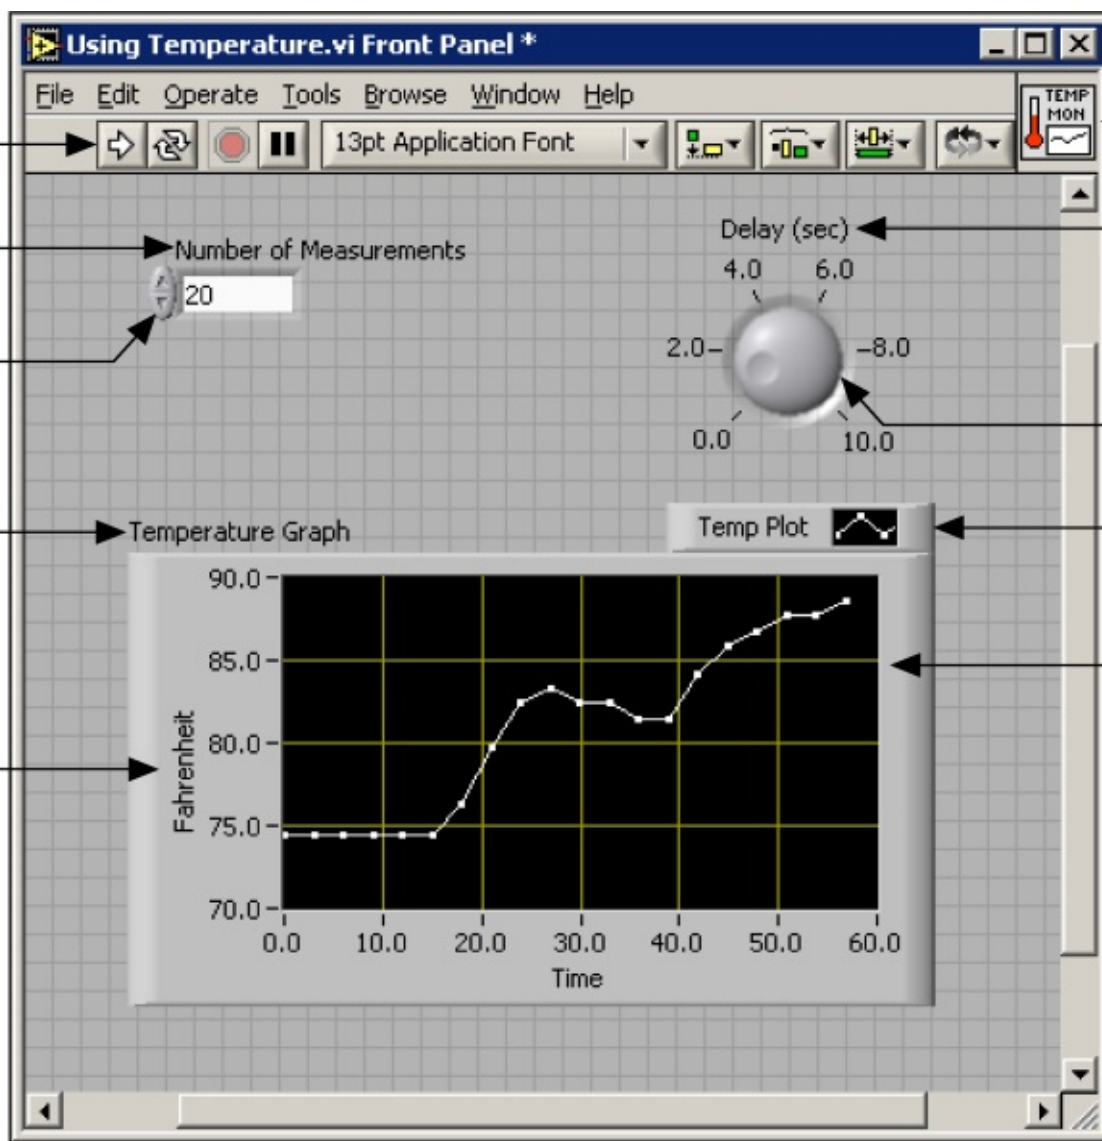 Using Temperature.vi Front Panel *
File Edit Operate Tools Browse Window Help
TEMP
MON
13pt Application Font
Number of Measurements
20
Delay (sec)
4.0 6.0
2.0 8.0
0.0 10.0
Temperature Graph
Temp Plot
90.0
85.0
80.0
75.0
70.0
Fahrenheit
0.0 10.0 20.0 30.0 40.0 50.0 60.0
Time